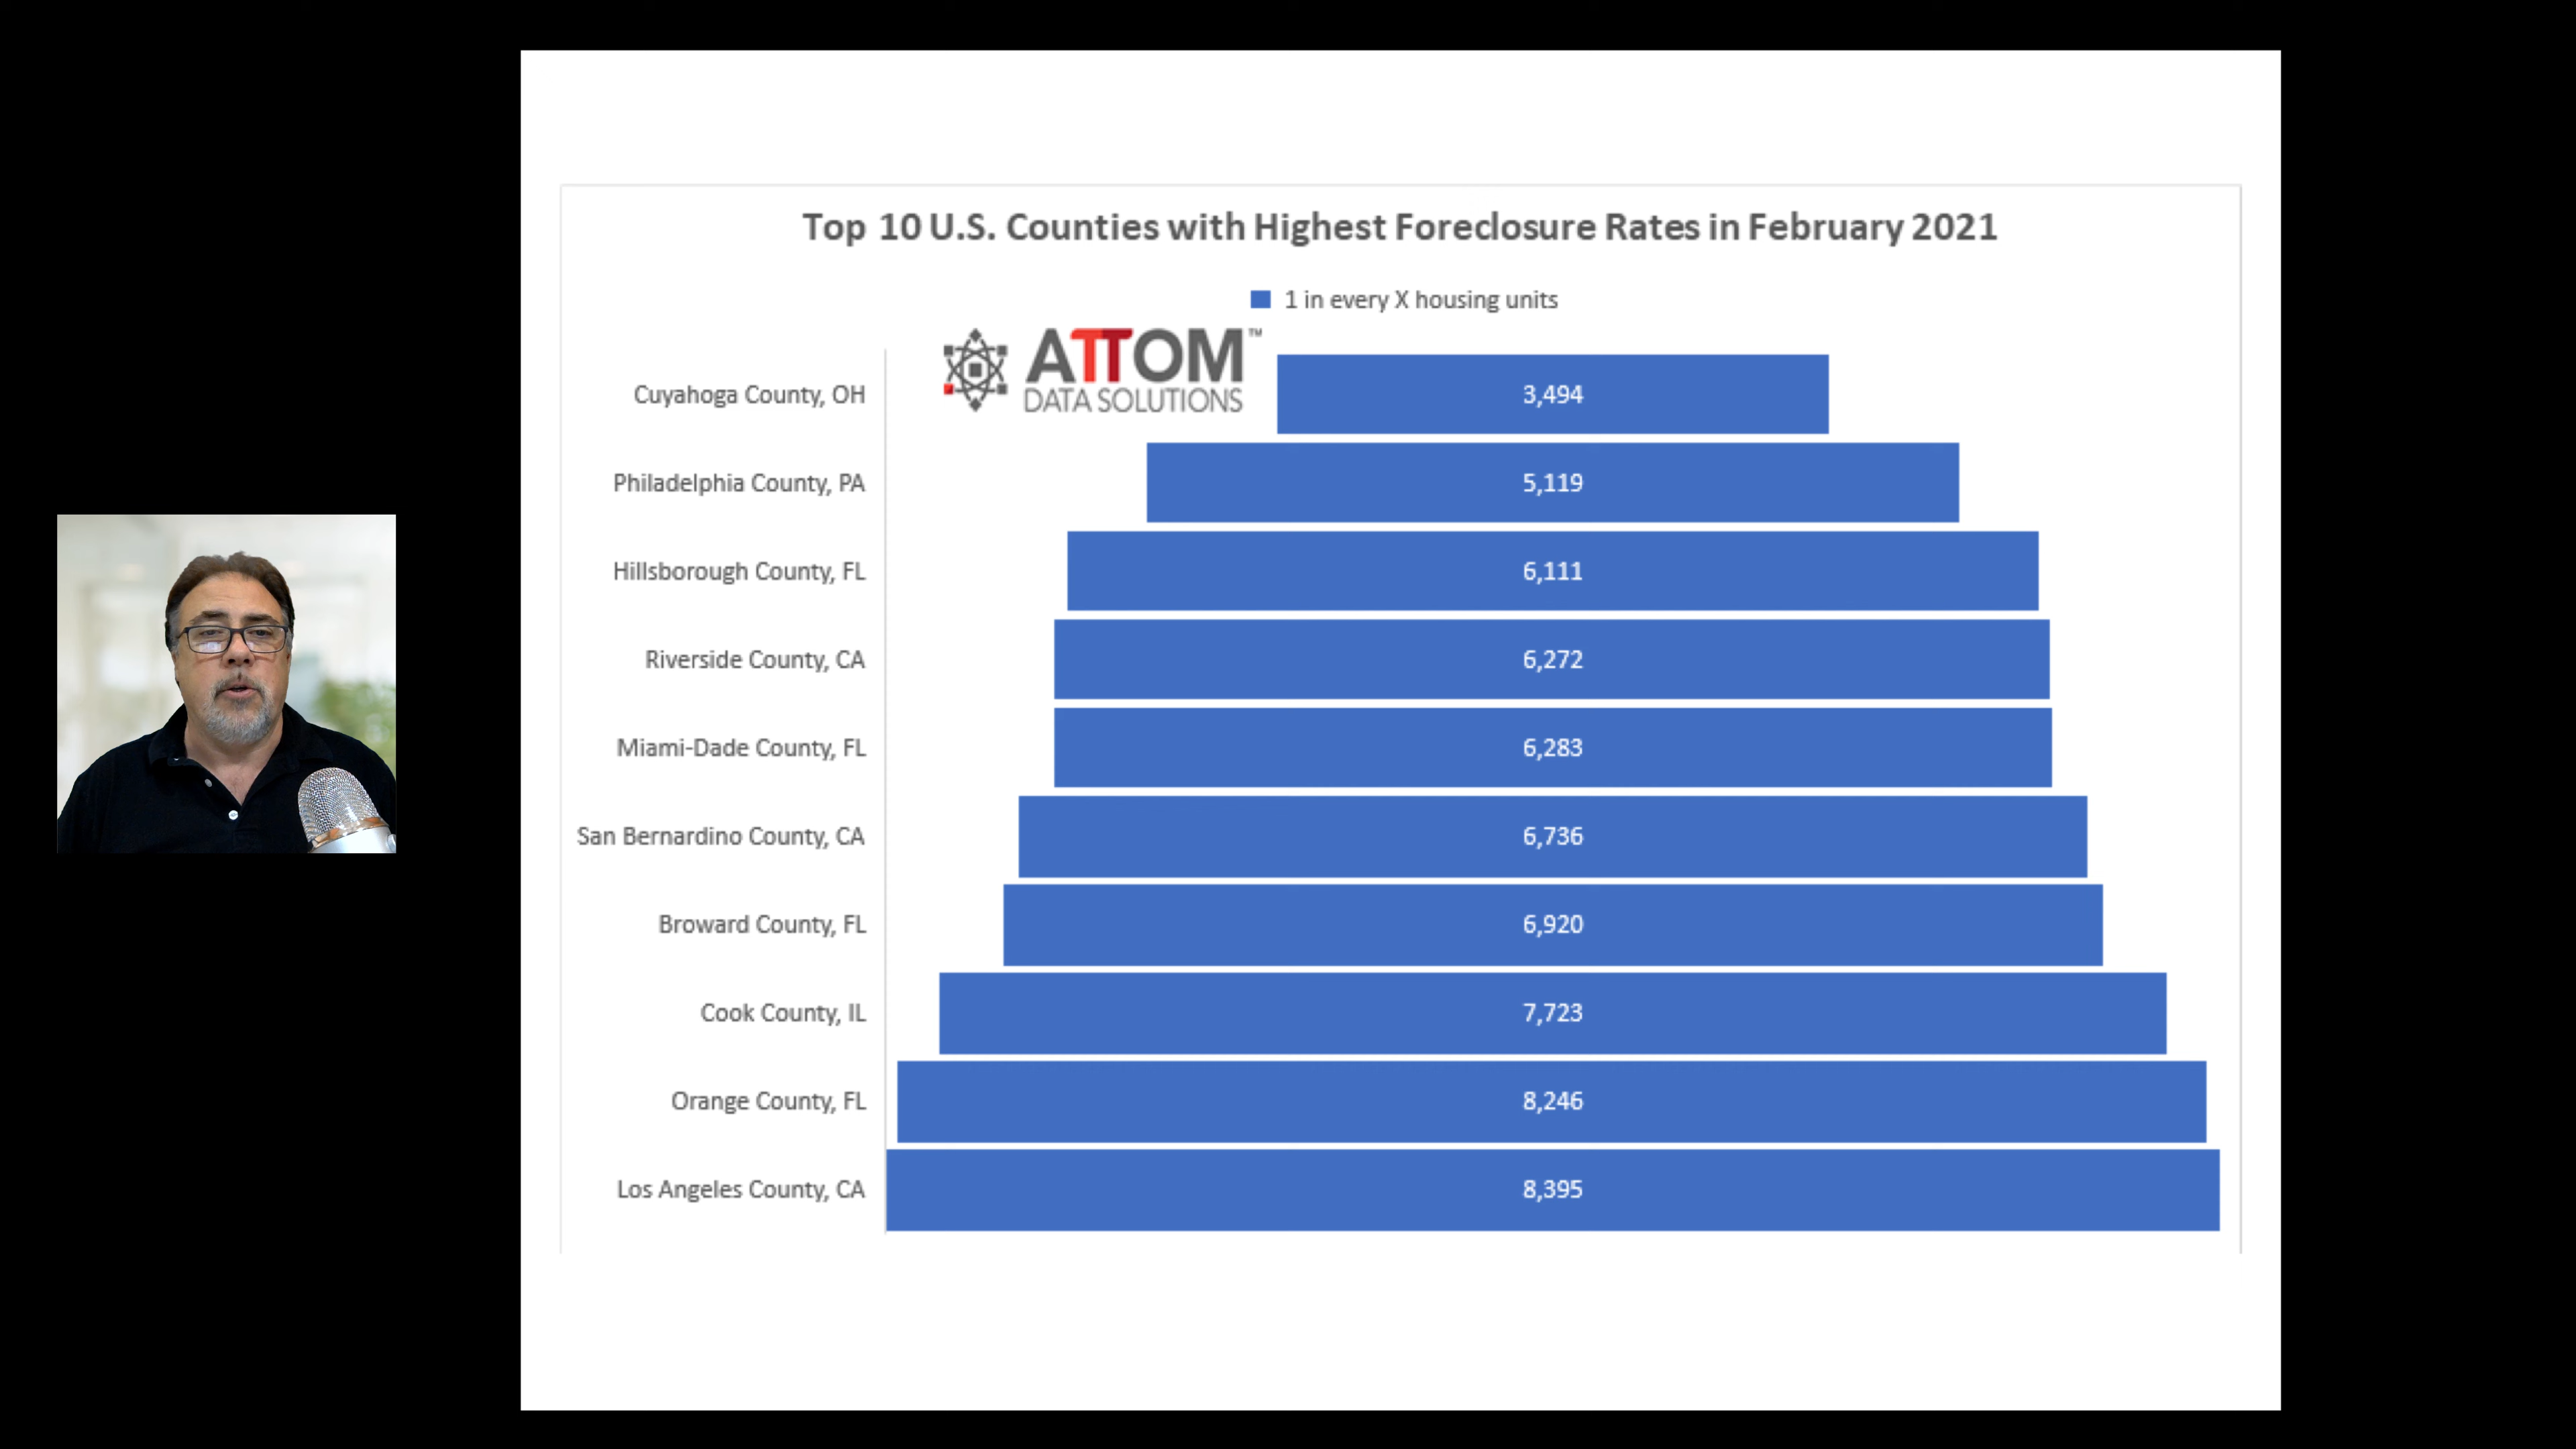 Top 10 U.S. Counties with Highest Foreclosure Rates in February 2021
1 in every X housing units
ATTOM™
DATA SOLUTIONS
Cuyahoga County, OH 3,494
Philadelphia County, PA 5,119
Hillsborough County, FL 6,111
Riverside County, CA 6,272
Miami-Dade County, FL 6,283
San Bernardino County, CA 6,736
Broward County, FL 6,920
Cook County, IL 7,723
Orange County, FL 8,246
Los Angeles County, CA 8,395